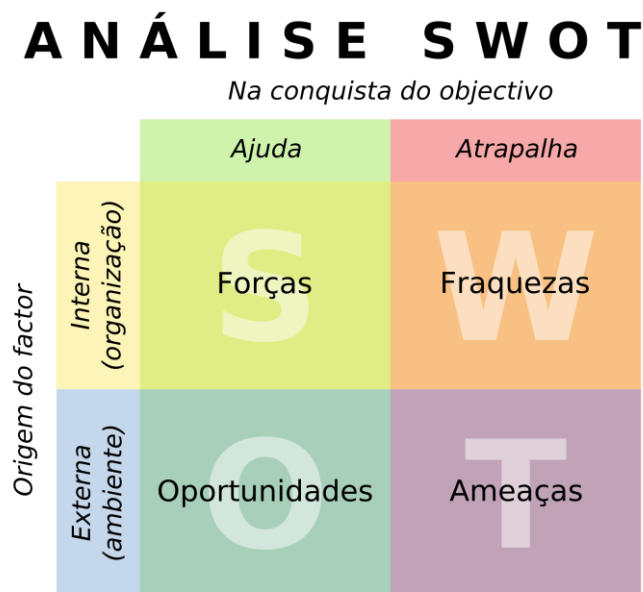 ANÁLISE SWOT
Na conquista do objectivo
Ajuda
Atrapalha
Origem do factor
Interna
(organização)
S
Forças
W
Fraquezas
Externa
(ambiente)
O
Oportunidades
T
Ameaças